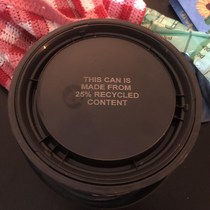 THIS CAN IS
MADE FROM
25% RECYCLED
CONTENT